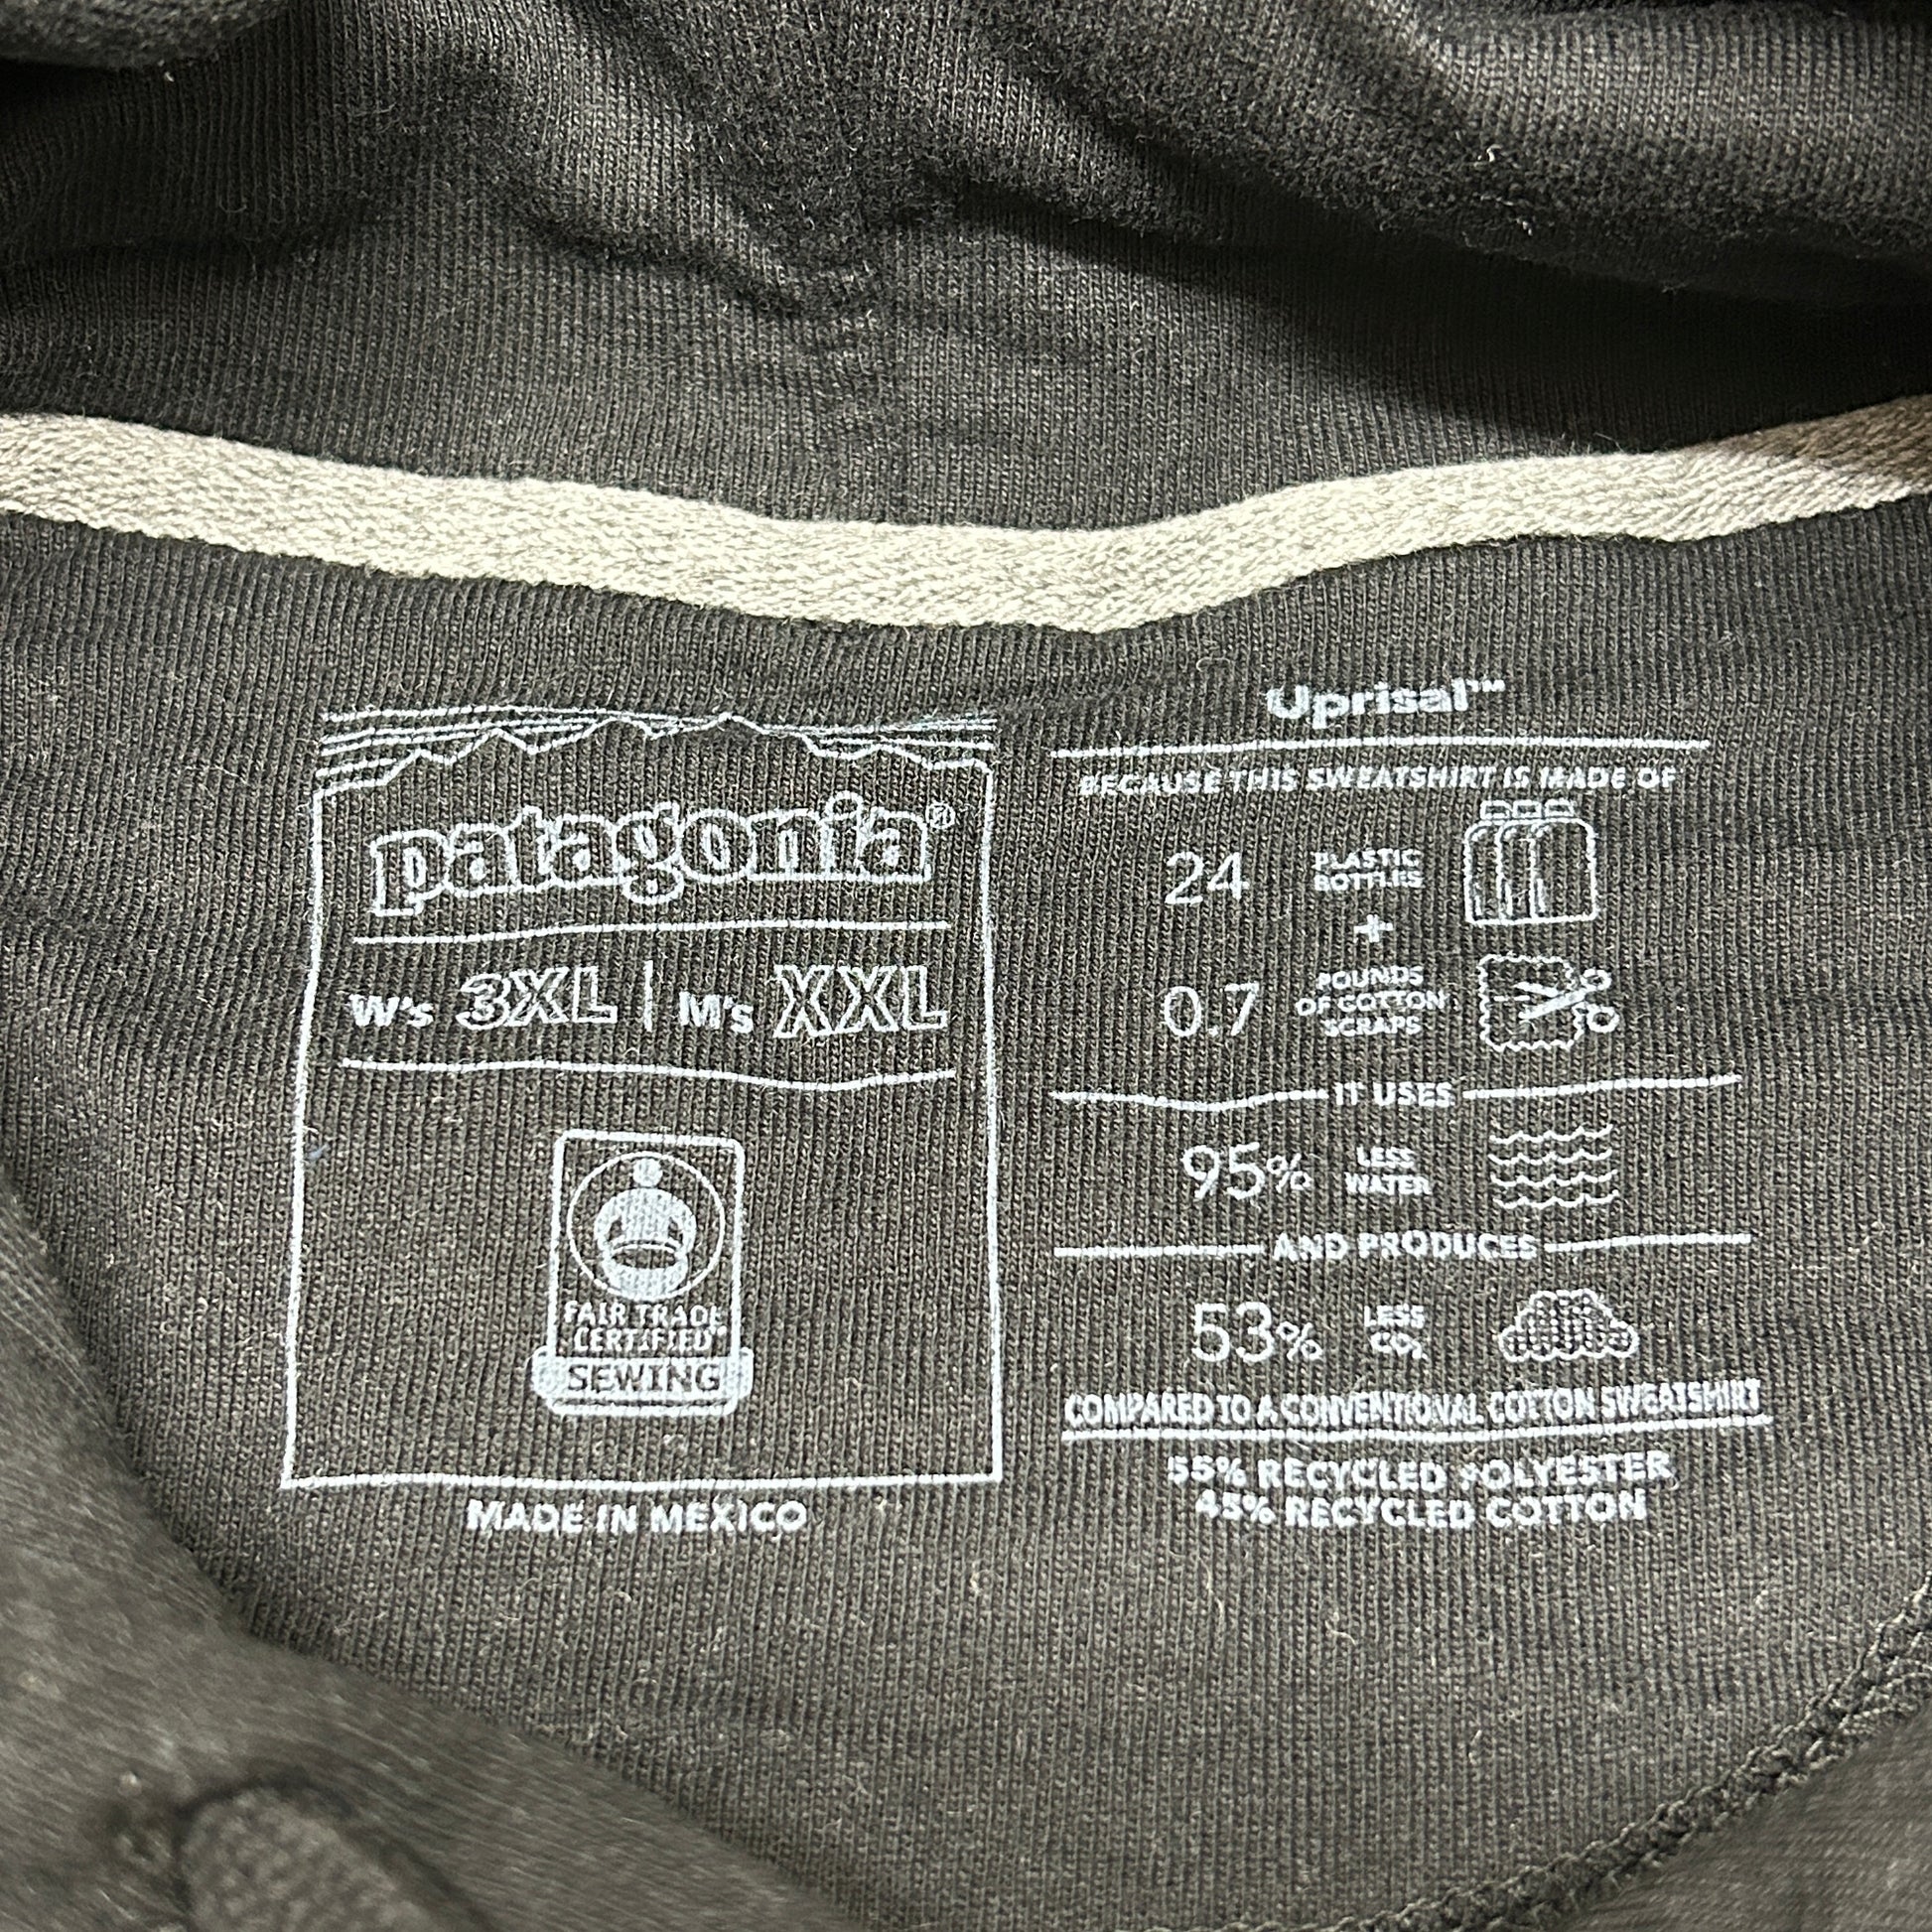 patagonia®
W's 3XL | M's XXL
FAIR TRADE
CERTIFIED
SEWING
MADE IN MEXICO
Uprisal™
BECAUSE THIS SWEATSHIRT IS MADE OF
24 PLASTIC
BOTTLES
+
0.7 POUNDS
OF COTTON
SCRAPS
IT USES
95% LESS
WATER
AND PRODUCES
53% LESS
CO₂
COMPARED TO A CONVENTIONAL COTTON SWEATSHIRT
55% RECYCLED POLYESTER
45% RECYCLED COTTON